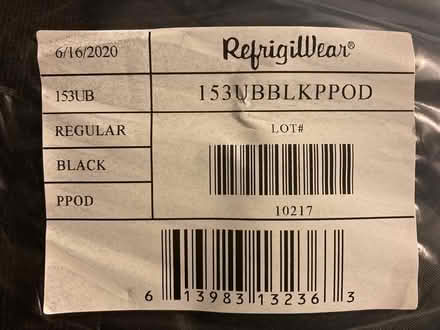 6/16/2020
RefrigiWear®
153UB
153UBBLKPPOD
REGULAR
LOT#
BLACK
PPOD
10217
6 13983 13236 3